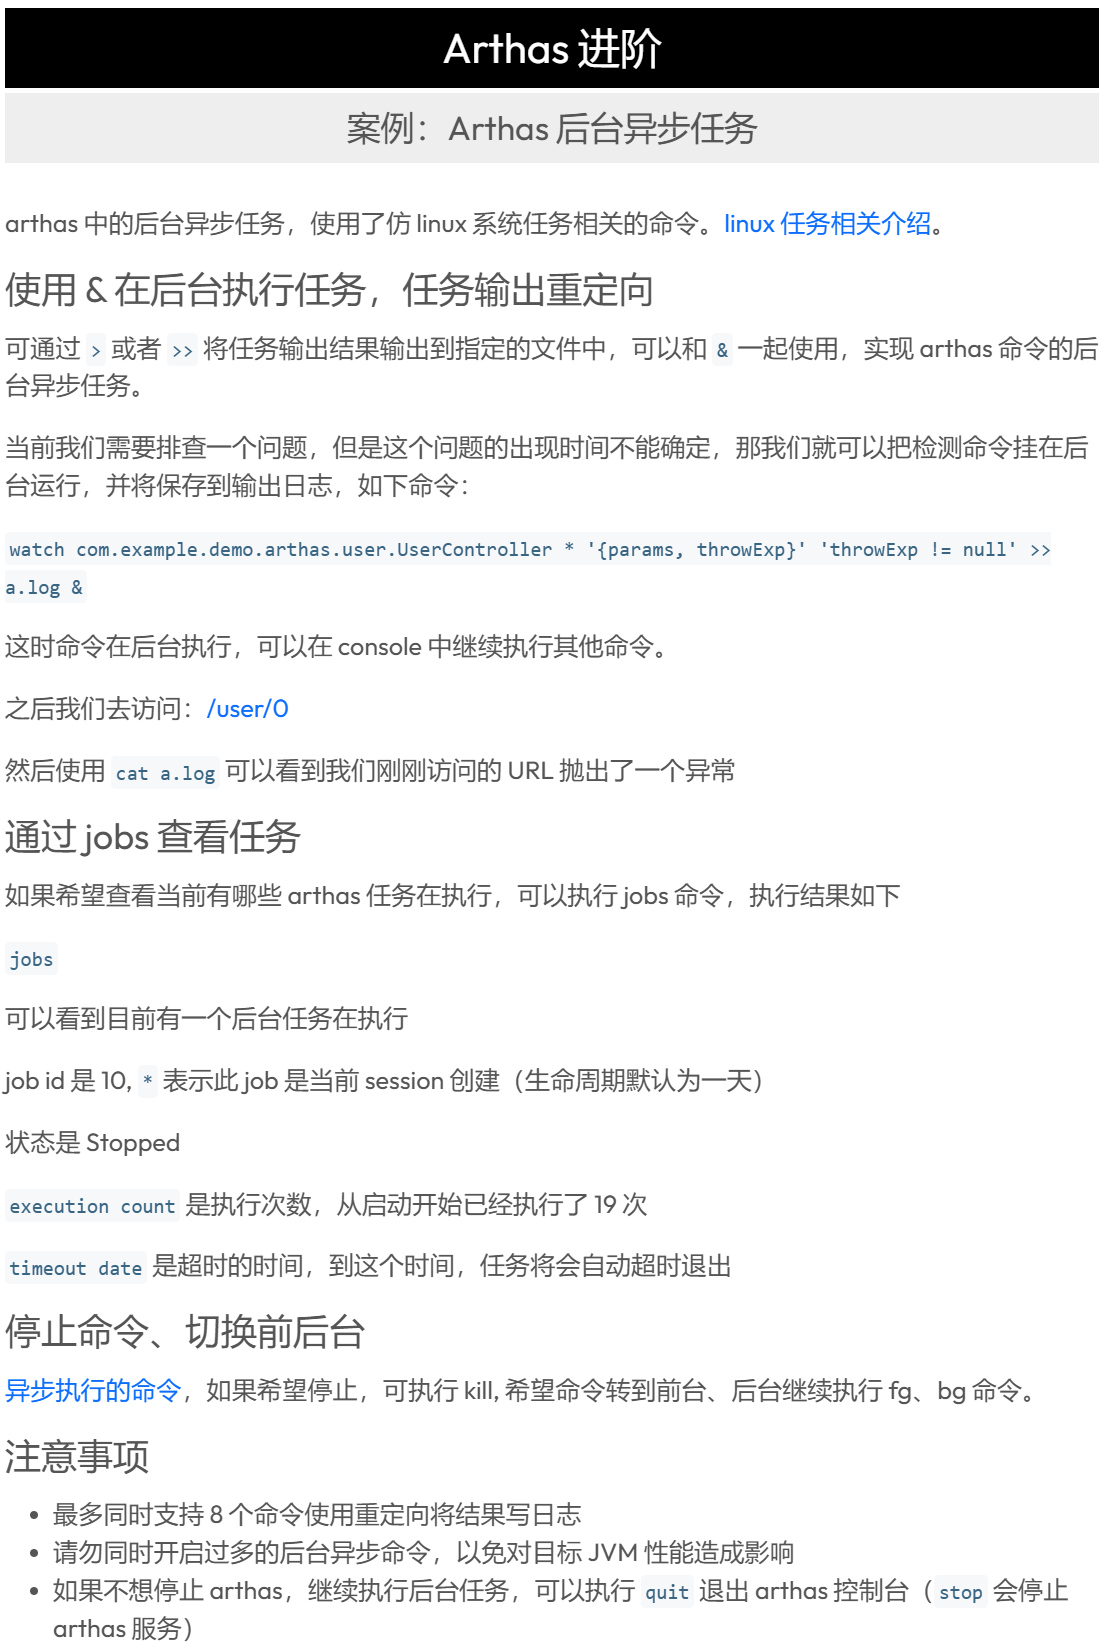 Arthas 进阶
案例：Arthas 后台异步任务
arthas 中的后台异步任务，使用了仿 linux 系统任务相关的命令。linux 任务相关介绍。
使用 & 在后台执行任务，任务输出重定向
可通过 > 或者 >> 将任务输出结果输出到指定的文件中，可以和 & 一起使用，实现 arthas 命令的后
台异步任务。
当前我们需要排查一个问题，但是这个问题的出现时间不能确定，那我们就可以把检测命令挂在后
台运行，并将保存到输出日志，如下命令：
watch com.example.demo.arthas.user.UserController * '{params, throwExp}' 'throwExp != null' >>
a.log &
这时命令在后台执行，可以在 console 中继续执行其他命令。
之后我们去访问：/user/0
然后使用 cat a.log 可以看到我们刚刚访问的 URL 抛出了一个异常
通过 jobs 查看任务
如果希望查看当前有哪些 arthas 任务在执行，可以执行 jobs 命令，执行结果如下
jobs
可以看到目前有一个后台任务在执行
job id 是 10, * 表示此 job 是当前 session 创建（生命周期默认为一天）
状态是 Stopped
execution count 是执行次数，从启动开始已经执行了 19 次
timeout date 是超时的时间，到这个时间，任务将会自动超时退出
停止命令、切换前后台
异步执行的命令，如果希望停止，可执行 kill, 希望命令转到前台、后台继续执行 fg、bg 命令。
注意事项
• 最多同时支持 8 个命令使用重定向将结果写日志
• 请勿同时开启过多的后台异步命令，以免对目标 JVM 性能造成影响
• 如果不想停止 arthas，继续执行后台任务，可以执行 quit 退出 arthas 控制台（stop 会停止
arthas 服务）